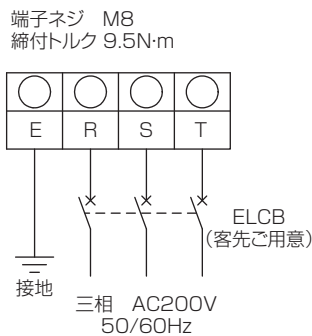 端子ネジ M8
締付トルク 9.5N·m
E R S T
ELCB
(客先ご用意)
接地
三相 AC200V
50/60Hz